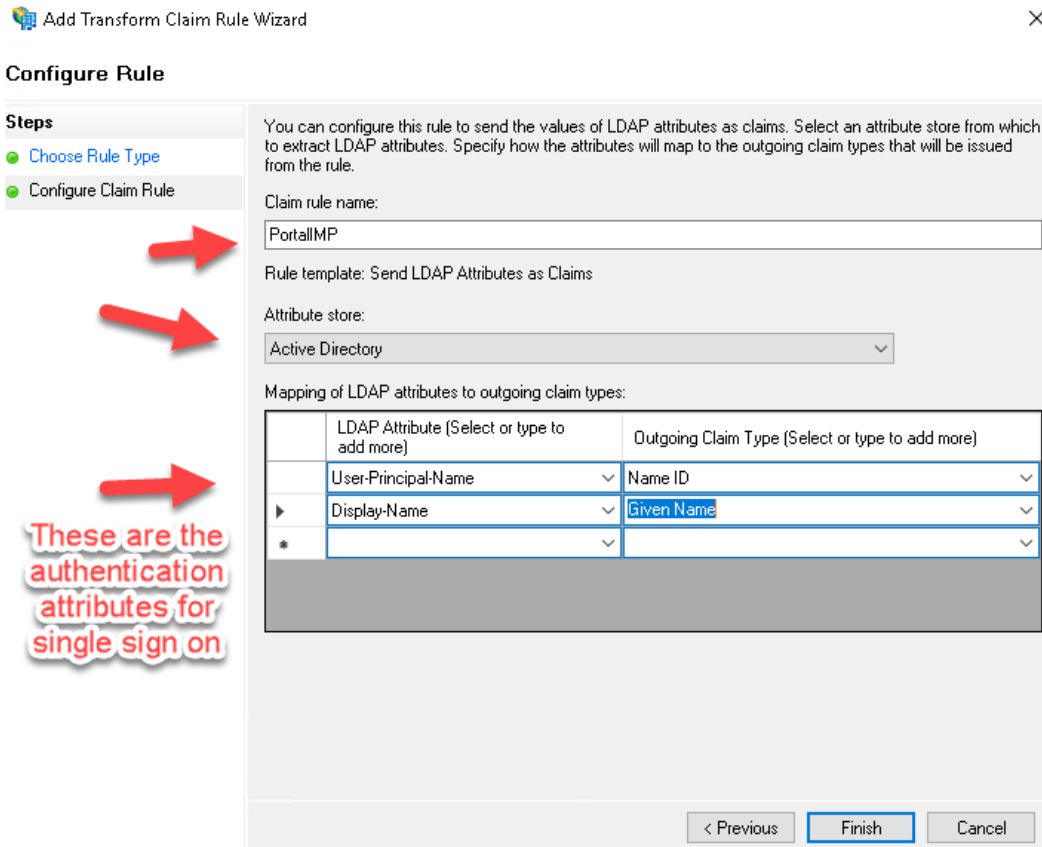 Add Transform Claim Rule Wizard
Configure Rule
Steps
Choose Rule Type
Configure Claim Rule
You can configure this rule to send the values of LDAP attributes as claims. Select an attribute store from which
to extract LDAP attributes. Specify how the attributes will map to the outgoing claim types that will be issued
from the rule.
Claim rule name:
PortalIMP
Rule template: Send LDAP Attributes as Claims
Attribute store:
Active Directory
Mapping of LDAP attributes to outgoing claim types:
LDAP Attribute (Select or type to
add more)
Outgoing Claim Type (Select or type to add more)
User-Principal-Name
Name ID
Display-Name
Given Name
These are the
authentication
attributes for
single sign on
< Previous
Finish
Cancel